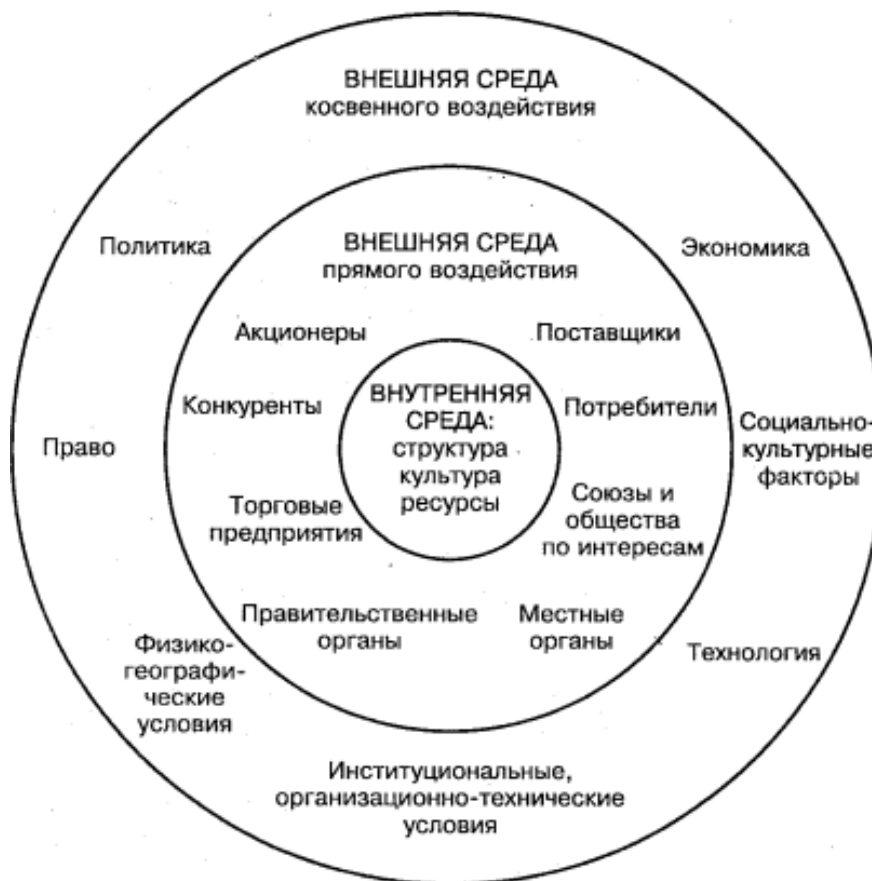 ВНЕШНЯЯ СРЕДА
косвенного воздействия
Политика
Экономика
ВНЕШНЯЯ СРЕДА
прямого воздействия
Акционеры
Поставщики
Конкуренты
ВНУТРЕННЯЯ
СРЕДА:
структура
культура
ресурсы
Потребители
Право
Социально-
культурные
факторы
Торговые
предприятия
Союзы и
общества
по интересам
Правительственные
органы
Местные
органы
Физико-
географи-
ческие
условия
Технология
Институциональные,
организационно-технические
условия